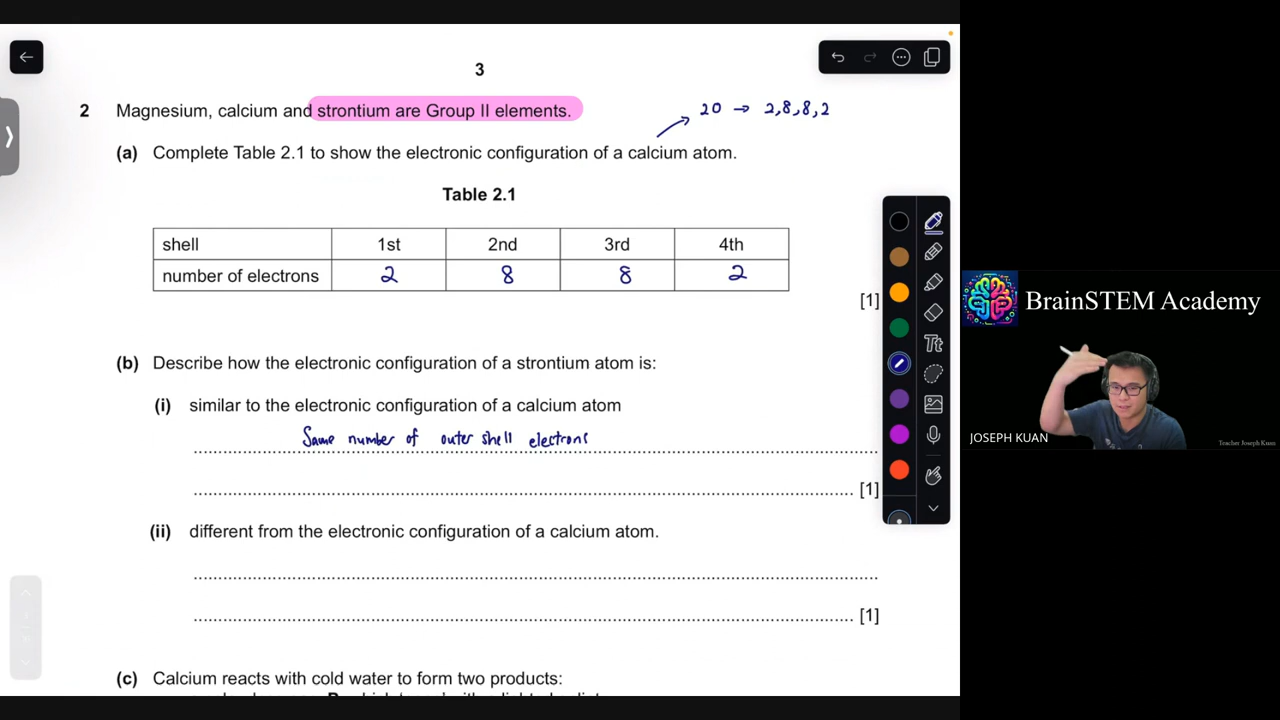 3
2 Magnesium, calcium and strontium are Group II elements.
20 → 2,8,8,2
(a) Complete Table 2.1 to show the electronic configuration of a calcium atom.
Table 2.1
shell 1st 2nd 3rd 4th
number of electrons 2 8 8 2
[1]
(b) Describe how the electronic configuration of a strontium atom is:
(i) similar to the electronic configuration of a calcium atom
Same number of outer shell electrons
[1]
(ii) different from the electronic configuration of a calcium atom.
[1]
(c) Calcium reacts with cold water to form two products:
Tt
BrainSTEM Academy
JOSEPH KUAN
Teacher Joseph Kuan